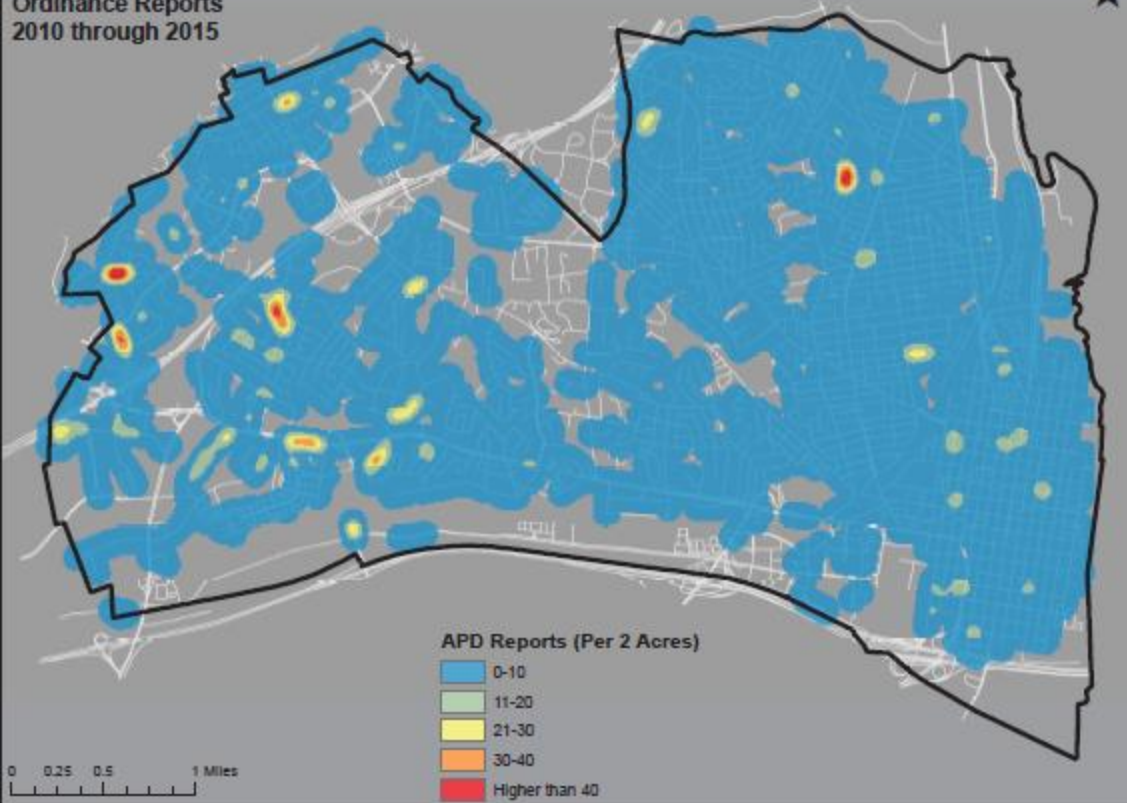 Ordinance Reports
2010 through 2015
APD Reports (Per 2 Acres)
0-10
11-20
21-30
30-40
Higher than 40
0 0.25 0.5 1 Miles